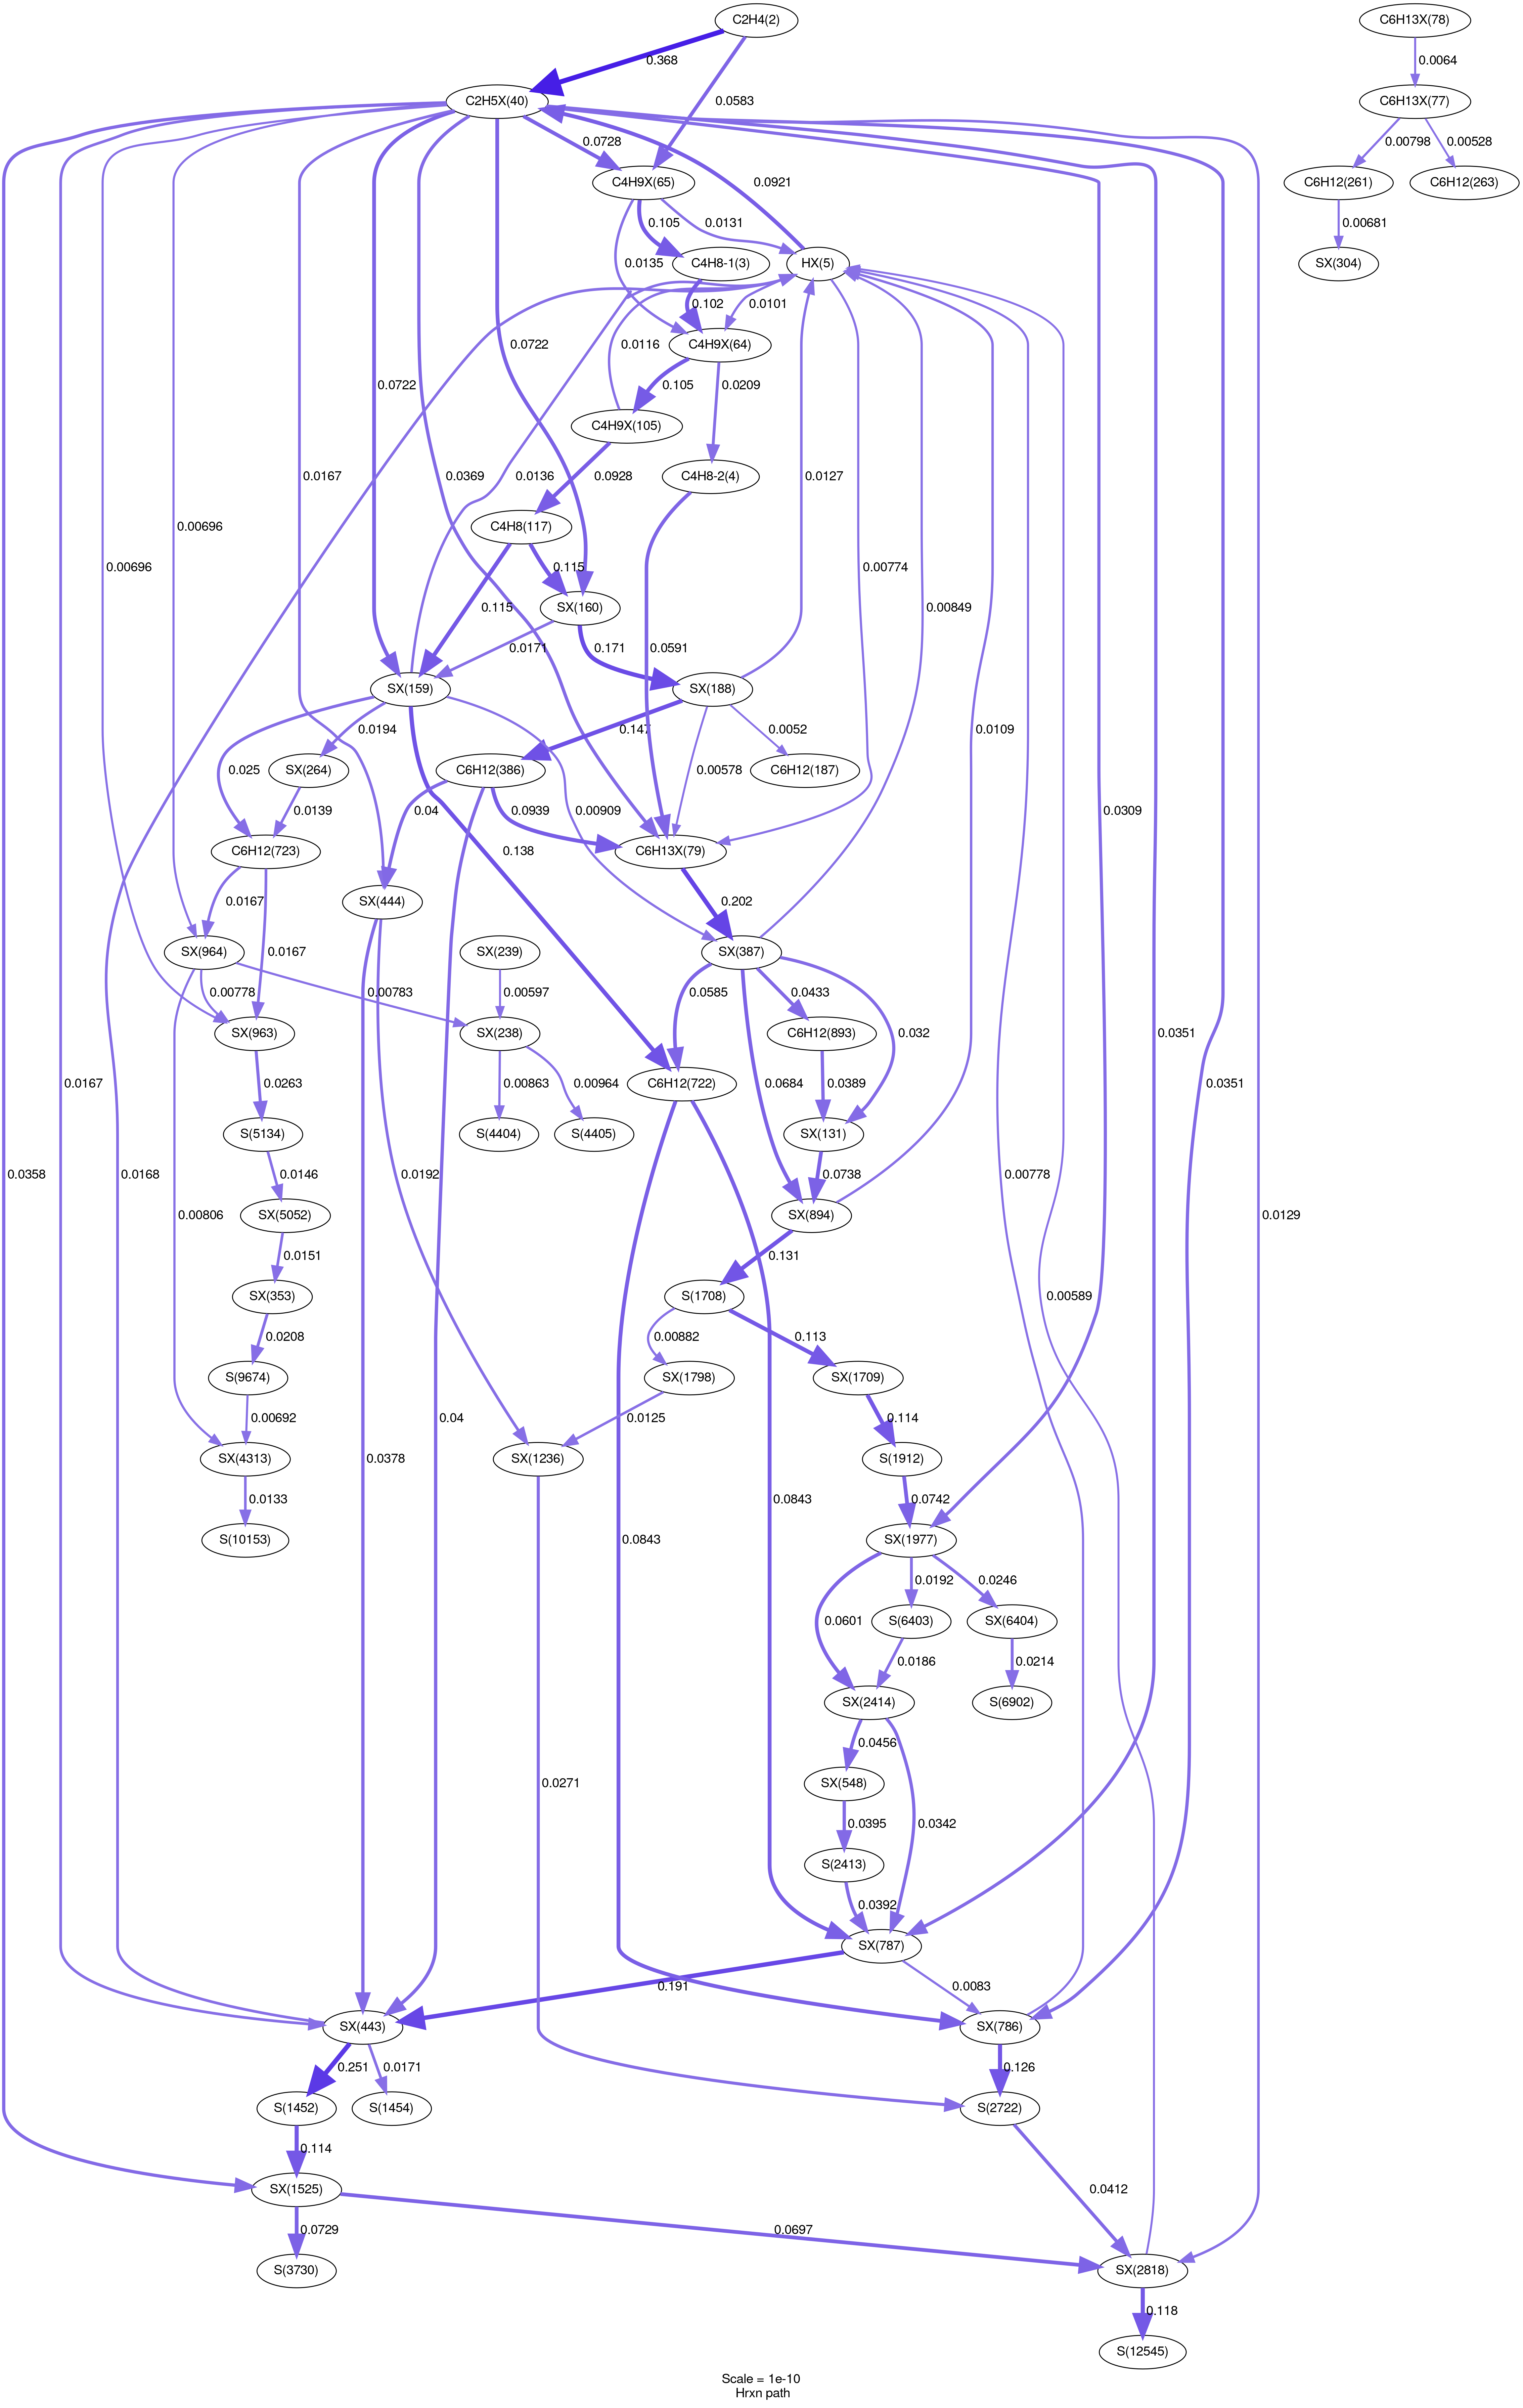 C2H4(2)
C6H13X(78)
0.368
0.0064
C2H5X(40)
C6H13X(77)
0.0583
0.0728
0.00798
0.00528
C4H9X(65)
0.0921
C6H12(261)
C6H12(263)
0.105
0.0131
0.00681
0.0135
C4H8-1(3)
HX(5)
SX(304)
0.102
0.0101
0.0722
0.0116
C4H9X(64)
0.0722
0.105
0.0209
C4H9X(105)
0.0167
0.0369
0.0136
0.0928
C4H8-2(4)
0.0127
0.00696
C4H8(117)
0.00696
0.115
0.00774
0.00849
0.115
SX(160)
0.0591
0.0171
0.171
SX(159)
SX(188)
0.0109
0.0194
0.147
0.0052
0.025
SX(264)
C6H12(386)
0.00578
C6H12(187)
0.0309
0.0139
0.04
0.0939
0.00909
C6H12(723)
0.138
C6H13X(79)
0.0167
SX(444)
0.202
0.0167
SX(964)
SX(239)
SX(387)
0.00778
0.00783
0.00597
0.0585
0.0433
0.0168
0.0167
SX(963)
SX(238)
C6H12(893)
0.032
0.0351
0.0263
0.00863
0.00964
C6H12(722)
0.0684
0.0389
0.0351
0.0358
S(5134)
S(4404)
S(4405)
SX(131)
0.0146
0.0192
0.0738
0.00778
0.00806
SX(5052)
SX(894)
0.00589
0.0129
0.0151
0.131
SX(353)
S(1708)
0.0208
0.00882
0.113
S(9674)
SX(1798)
SX(1709)
0.00692
0.04
0.0125
0.114
SX(4313)
0.0378
SX(1236)
S(1912)
0.0133
0.0843
0.0843
0.0742
S(10153)
SX(1977)
0.0192
0.0246
0.0601
S(6403)
SX(6404)
0.0186
0.0214
SX(2414)
S(6902)
0.0456
0.0271
SX(548)
0.0395
0.0342
S(2413)
0.0392
SX(787)
0.191
0.0083
SX(443)
SX(786)
0.251
0.0171
0.126
S(1452)
S(1454)
S(2722)
0.114
0.0412
SX(1525)
0.0729
0.0697
S(3730)
SX(2818)
0.118
S(12545)
Scale = 1e-10
Hrxn path